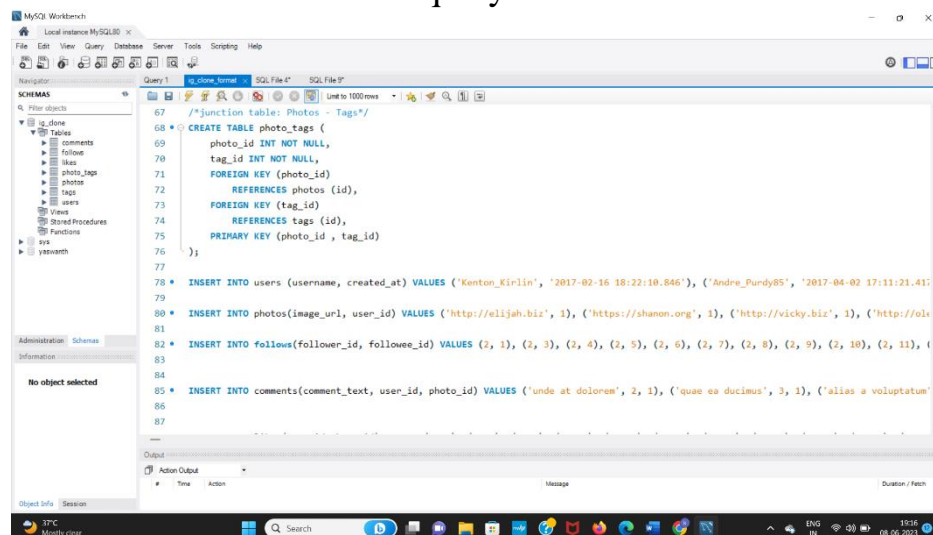 MySQL Workbench
Local instance MySQL80 ×
File Edit View Query Database Server Tools Scripting Help
Navigator
SCHEMAS
Filter objects
ig_clone
Tables
comments
follows
likes
photo_tags
photos
tags
users
Views
Stored Procedures
Functions
sys
yaswanth
Administration Schemas
Information
No object selected
Object Info Session
Query 1 ig_clone_format × SQL File 4* SQL File 9*
Limit to 1000 rows
67 /*junction table: Photos - Tags*/
68 CREATE TABLE photo_tags (
69 photo_id INT NOT NULL,
70 tag_id INT NOT NULL,
71 FOREIGN KEY (photo_id)
72 REFERENCES photos (id),
73 FOREIGN KEY (tag_id)
74 REFERENCES tags (id),
75 PRIMARY KEY (photo_id , tag_id)
76 );
77
78 INSERT INTO users (username, created_at) VALUES ('Kenton_Kirlin', '2017-02-16 18:22:10.846'), ('Andre_Purdy85', '2017-04-02 17:11:21.417
79
80 INSERT INTO photos(image_url, user_id) VALUES ('http://elijah.biz', 1), ('https://shanon.org', 1), ('http://vicky.biz', 1), ('http://ole
81
82 INSERT INTO follows(follower_id, followee_id) VALUES (2, 1), (2, 3), (2, 4), (2, 5), (2, 6), (2, 7), (2, 8), (2, 9), (2, 10), (2, 11), (
83
84
85 INSERT INTO comments(comment_text, user_id, photo_id) VALUES ('unde at dolorem', 2, 1), ('quae ea ducimus', 3, 1), ('alias a voluptatum'
86
87
Output
Action Output
# Time Action Message Duration / Fetch
37°C
Mostly clear
Search
ENG
IN
19:16
08-06-2023